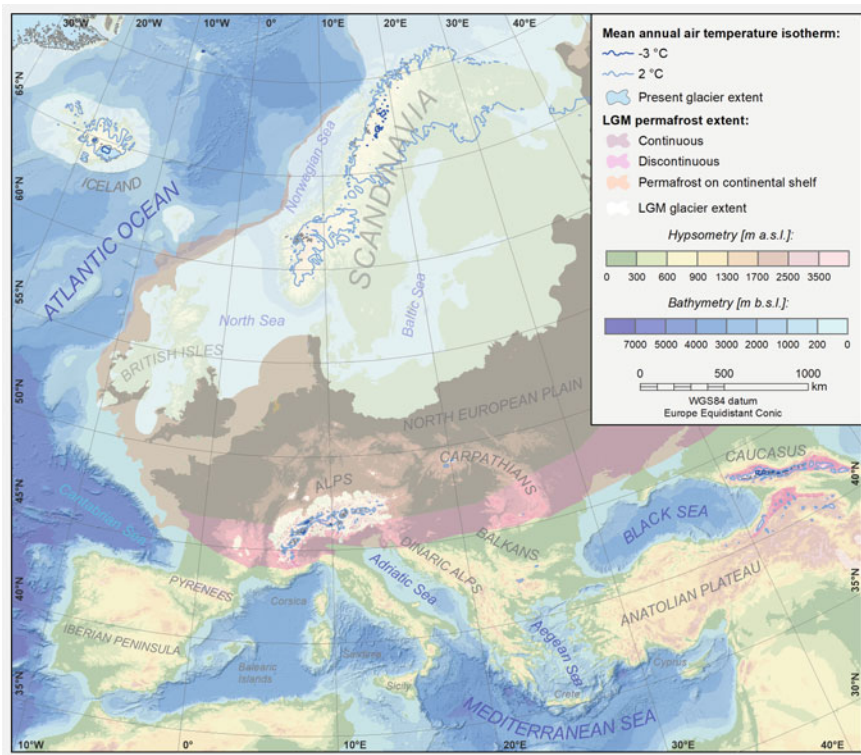 30°W
20°W
10°W
0°
10°E
20°E
30°E
40°E
65°N
60°N
55°N
50°N
45°N
40°N
35°N
ICELAND
ATLANTIC OCEAN
Norwegian Sea
SCANDINAVIA
North Sea
Baltic Sea
BRITISH ISLES
NORTH EUROPEAN PLAIN
CARPATHIANS
ALPS
CAUCASUS
Cantabrian Sea
BLACK SEA
BALKANS
DINARIC ALPS
Adriatic Sea
PYRENEES
Corsica
ANATOLIAN PLATEAU
IBERIAN PENINSULA
Sardinia
Balearic
Islands
Aegean Sea
Cyprus
Sicily
Crete
MEDITERRANEAN SEA
40°N
35°N
30°N
10°W
0°
10°E
20°E
30°E
40°E
Mean annual air temperature isotherm:
-3 °C
2 °C
Present glacier extent
LGM permafrost extent:
Continuous
Discontinuous
Permafrost on continental shelf
LGM glacier extent
Hypsometry [m a.s.l.]:
0 300 600 900 1300 1700 2500 3500
Bathymetry [m b.s.l.]:
7000 5000 4000 3000 2000 1000 200 0
0 500 1000
km
WGS84 datum
Europe Equidistant Conic